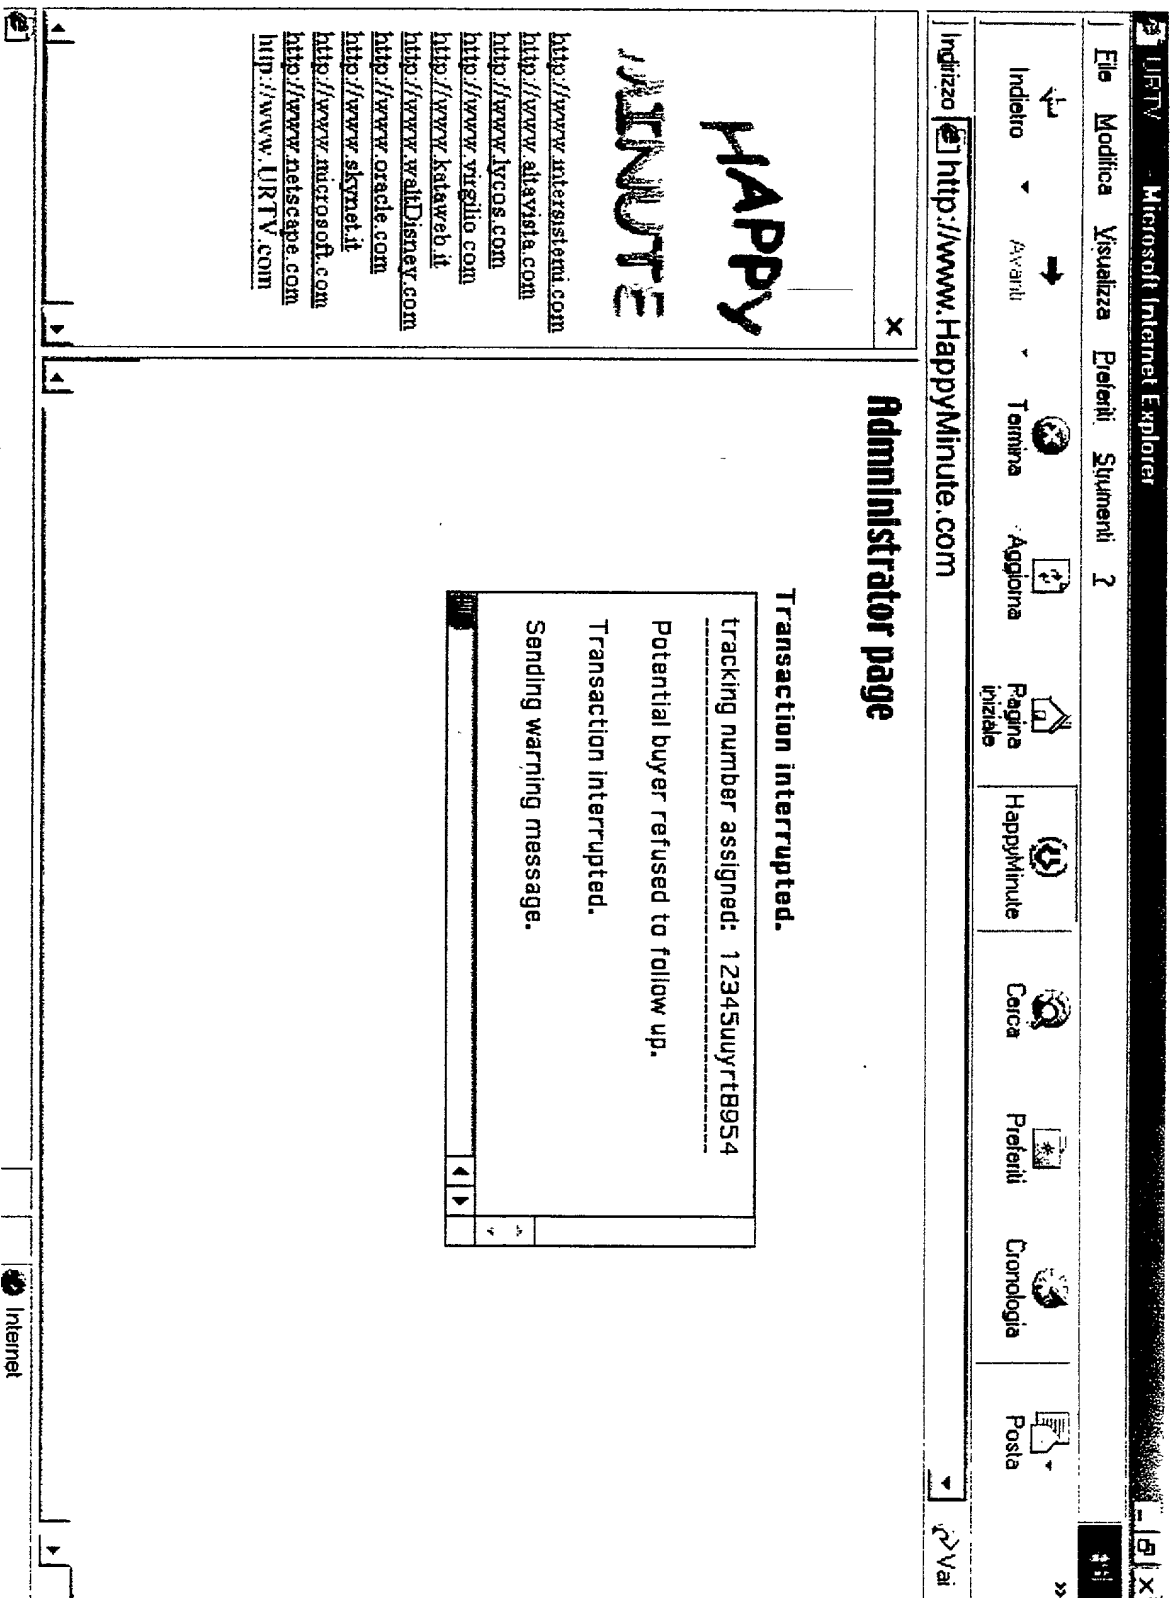 URTV - Microsoft Internet Explorer
File Modifica Visualizza Preferiti Strumenti ?
Indietro Avanti Termina Aggiorna Pagina iniziale HappyMinute Cerca Preferiti Cronologia Posta »
Indirizzo http://www.HappyMinute.com Vai
HAPPY
MINUTE
http://www.intersistemi.com
http://www.altavista.com
http://www.lycos.com
http://www.virgilio.com
http://www.kataweb.it
http://www.waltDisney.com
http://www.oracle.com
http://www.skynet.it
http://www.microsoft.com
http://www.netscape.com
http://www.URTV.com
Admninistrator page
Transaction interrupted.
tracking number assigned: 12345uuyrt8954
Potential buyer refused to follow up.
Transaction interrupted.
Sending warning message.
Internet